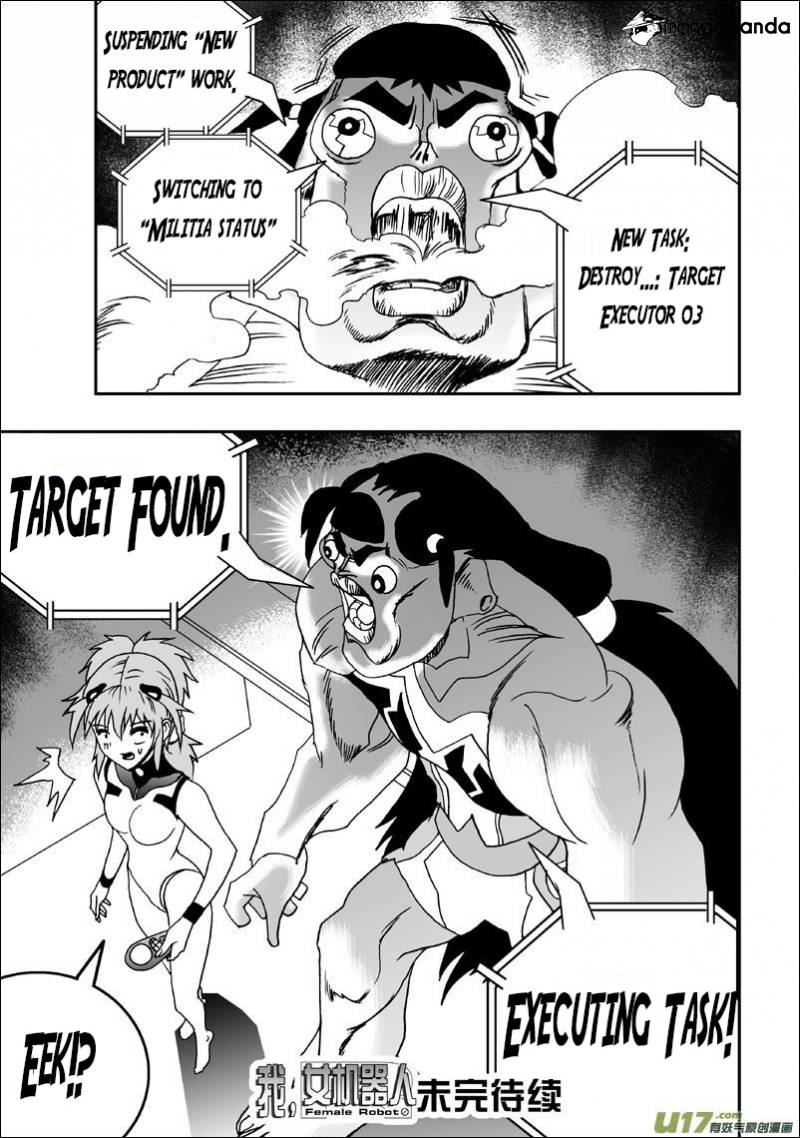 SUSPENDING "NEW
PRODUCT" WORK.
SWITCHING TO
"MILITIA STATUS"
NEW TASK:
DESTROY...: TARGET
EXECUTOR 03
TARGET FOUND.
EEK!?
EXECUTING TASK!
我,女机器人 未完待续
Female Robot
U17.com
有妖气原创漫画